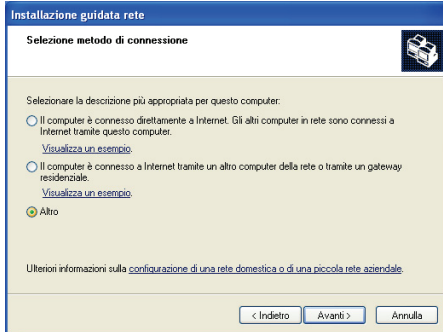 Installazione guidata rete
Selezione metodo di connessione
Selezionare la descrizione più appropriata per questo computer:
Il computer è connesso direttamente a Internet. Gli altri computer in rete sono connessi a
Internet tramite questo computer.
Visualizza un esempio.
Il computer è connesso a Internet tramite un altro computer della rete o tramite un gateway
residenziale.
Visualizza un esempio.
Altro
Ulteriori informazioni sulla configurazione di una rete domestica o di una piccola rete aziendale.
< Indietro Avanti > Annulla